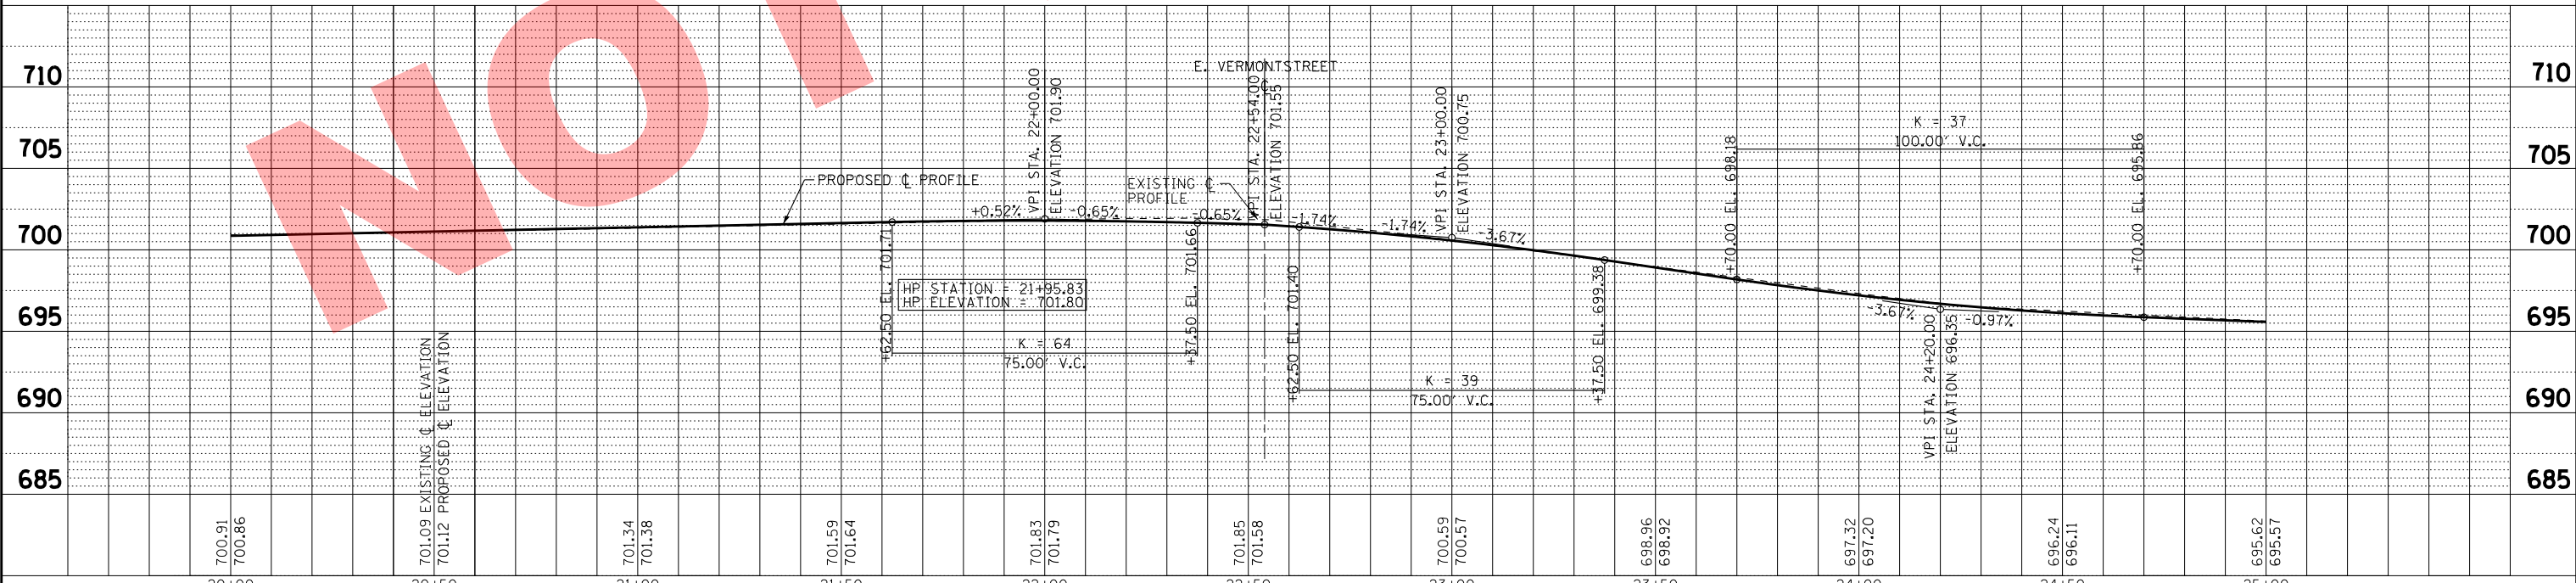 NOT
710
705
700
695
690
685
710
705
700
695
690
685
E. VERMONTSTREET
℄
VPI STA. 22+00.00
ELEVATION 701.90
VPI STA. 22+54.00
ELEVATION 701.55
VPI STA. 23+00.00
ELEVATION 700.75
K = 37
100.00' V.C.
+70.00 EL. 698.18
+70.00 EL. 695.86
PROPOSED ℄ PROFILE
EXISTING ℄
PROFILE
+0.52%
-0.65%
-0.65%
-1.74%
-1.74%
-3.67%
-3.67%
-0.97%
+62.50 EL. 701.71
HP STATION = 21+95.83
HP ELEVATION = 701.80
+37.50 EL. 701.66
K = 64
75.00' V.C.
+62.50 EL. 701.40
+37.50 EL. 699.38
K = 39
75.00' V.C.
VPI STA. 24+20.00
ELEVATION 696.35
700.91
700.86
701.09 EXISTING ℄ ELEVATION
701.12 PROPOSED ℄ ELEVATION
701.34
701.38
701.59
701.64
701.83
701.79
701.85
701.58
700.59
700.57
698.96
698.92
697.32
697.20
696.24
696.11
695.62
695.57